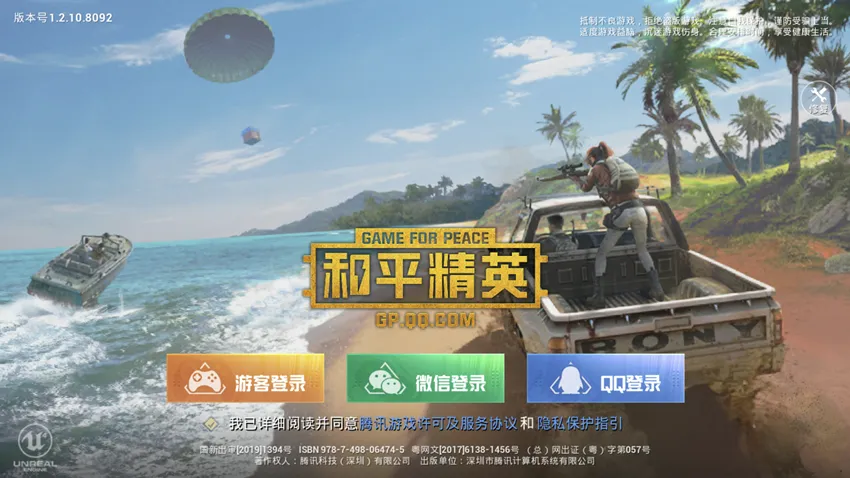 版本号1.2.10.8092
抵制不良游戏，拒绝盗版游戏。注意自我保护，谨防受骗上当。
适度游戏益脑，沉迷游戏伤身。合理安排时间，享受健康生活。
修复
GAME FOR PEACE
和平精英
GP.QQ.COM
RONY
游客登录
微信登录
QQ登录
我已详细阅读并同意腾讯游戏许可及服务协议和隐私保护指引
国新出审[2019]1394号 ISBN 978-7-498-06474-5 粤网文[2017]6138-1456号 （总）网出证（粤）字第057号
著作权人：腾讯科技（深圳）有限公司 出版单位：深圳市腾讯计算机系统有限公司
UNREAL
ENGINE